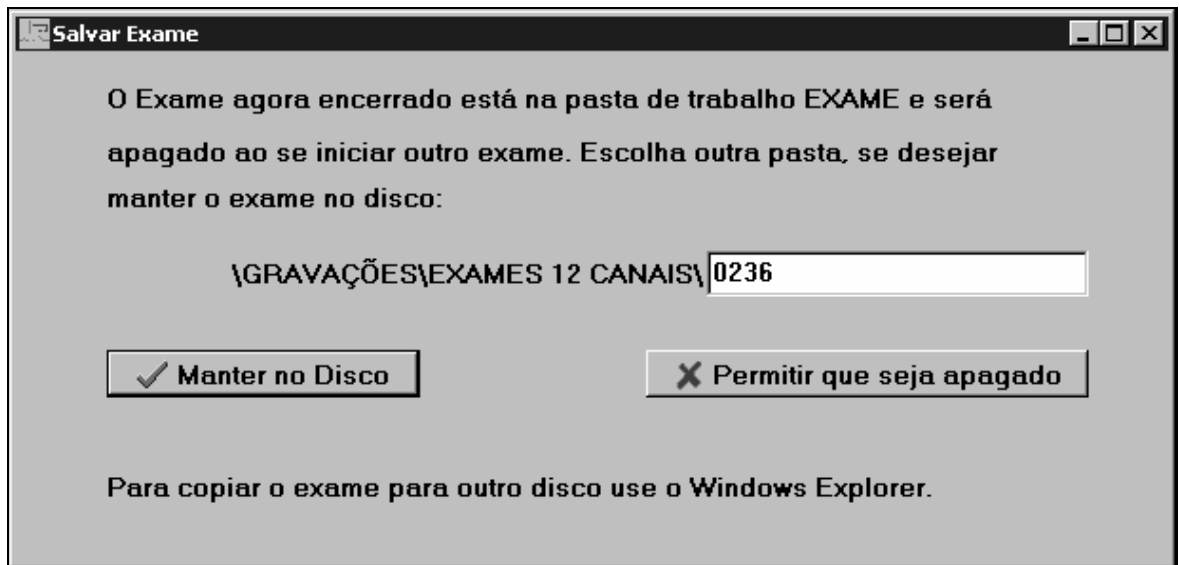 Salvar Exame
O Exame agora encerrado está na pasta de trabalho EXAME e será
apagado ao se iniciar outro exame. Escolha outra pasta, se desejar
manter o exame no disco:
\GRAVAÇÕES\EXAMES 12 CANAIS\ 0236
Manter no Disco Permitir que seja apagado
Para copiar o exame para outro disco use o Windows Explorer.